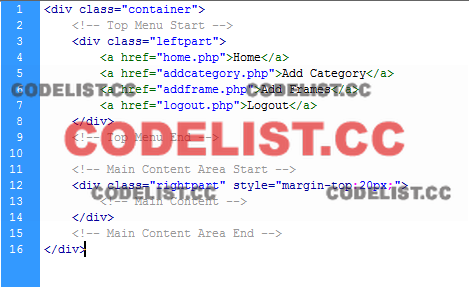 1 <div class="container">
2 <!-- Top Menu Start -->
3 <div class="leftpart">
4 <a href="home.php">Home</a>
5 <a href="addcategory.php">Add Category</a>
6 <a href="addframe.php">Add Frames</a>
7 <a href="logout.php">Logout</a>
8 </div>
9 <!-- Top Menu End -->
10
11 <!-- Main Content Area Start -->
12 <div class="rightpart" style="margin-top:20px;">
13 <!-- Main Content -->
14 </div>
15 <!-- Main Content Area End -->
16 </div>
CODELIST.CC
CODELIST.CC
CODELIST.CC
CODELIST.CC
CODELIST.CC